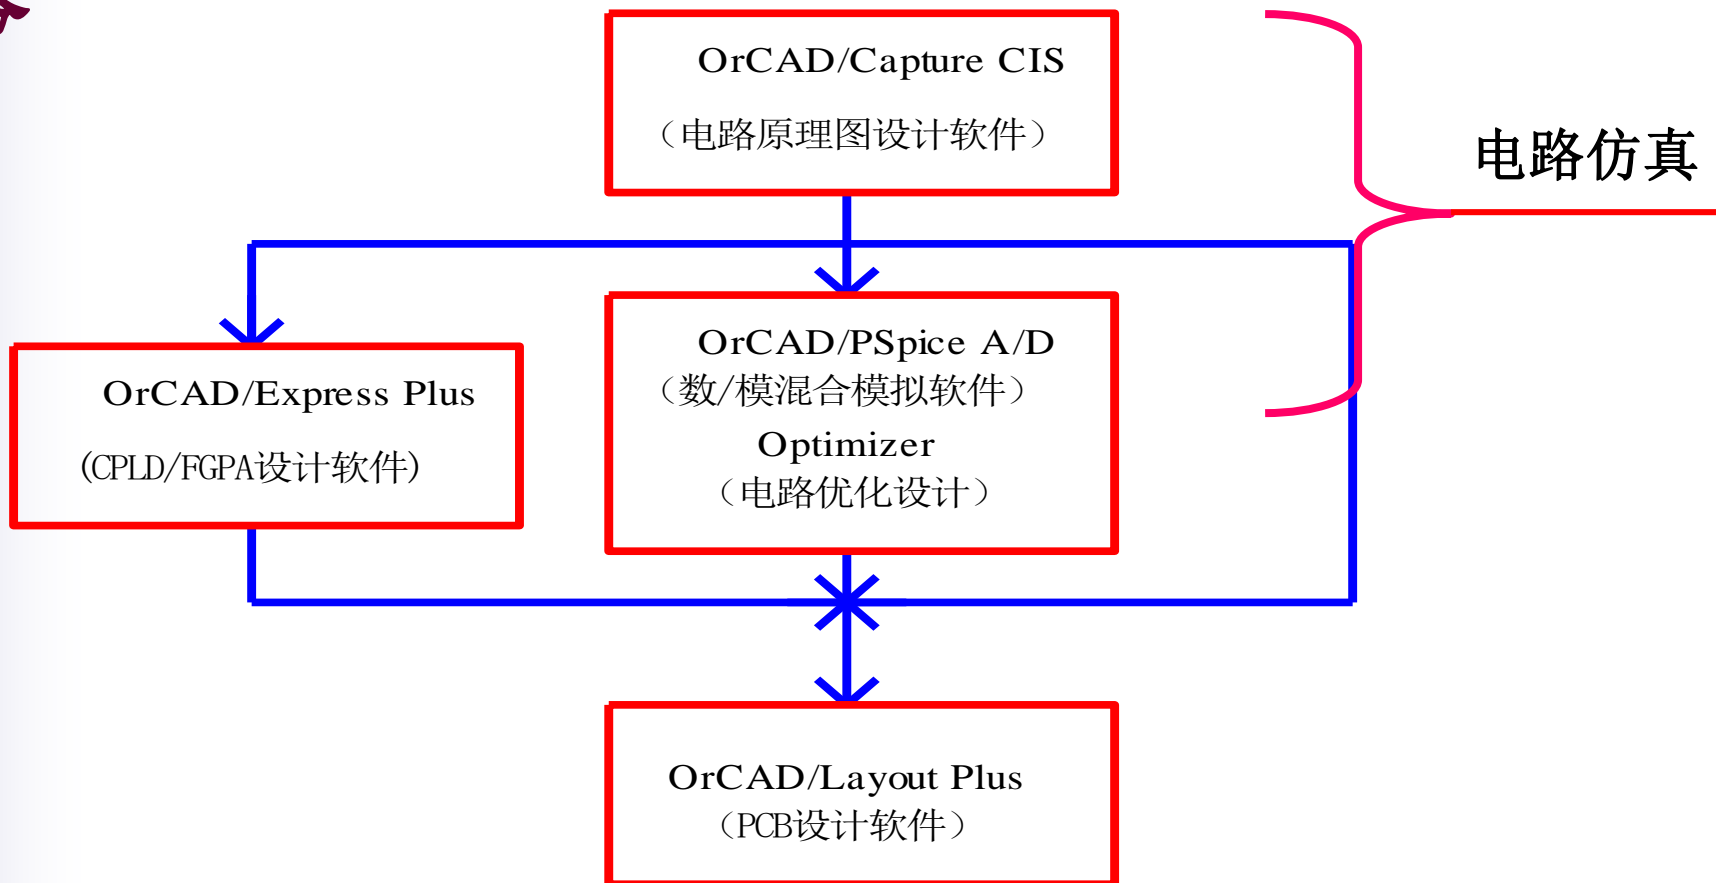 OrCAD/Capture CIS
（电路原理图设计软件）
电路仿真
OrCAD/Express Plus
(CPLD/FGPA设计软件)
OrCAD/PSpice A/D
（数/模混合模拟软件）
Optimizer
（电路优化设计）
OrCAD/Layout Plus
（PCB设计软件）